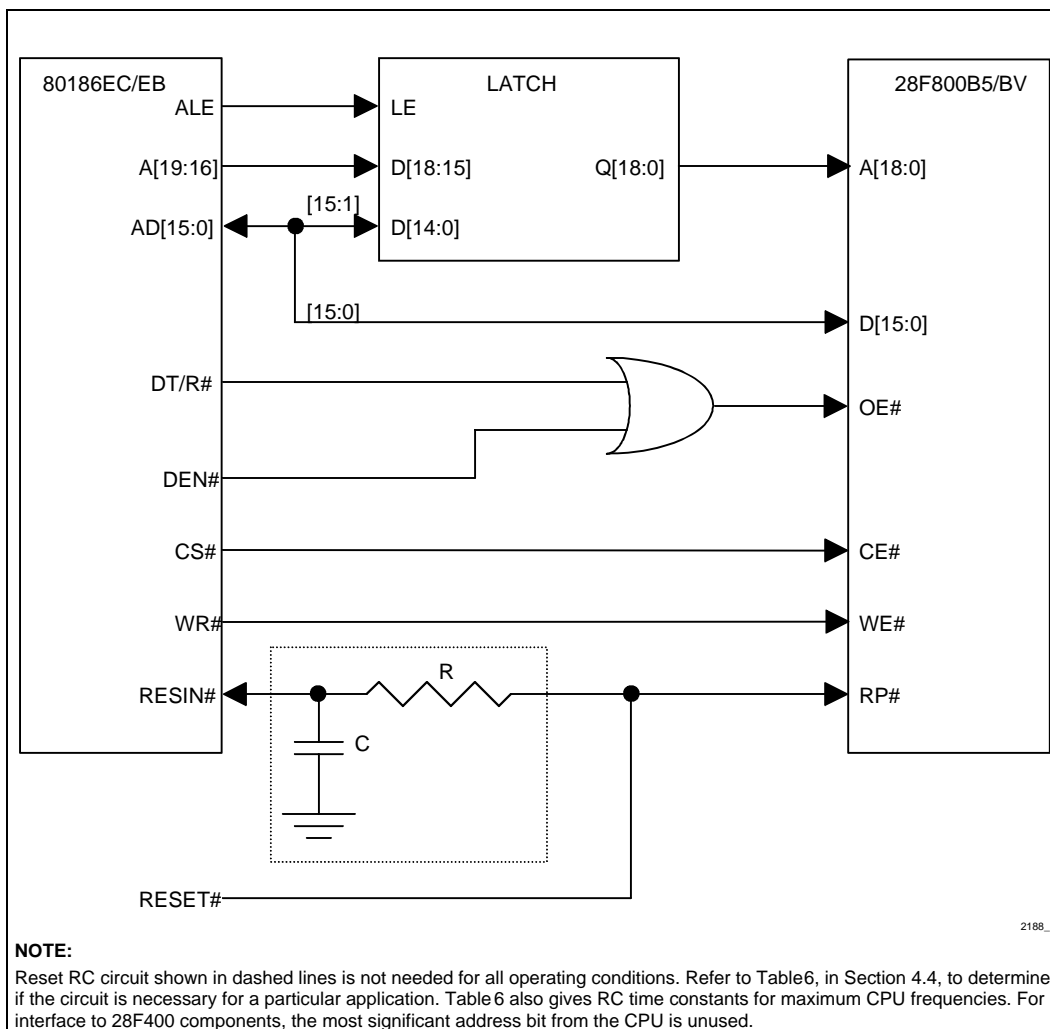 80186EC/EB
LATCH
28F800B5/BV
ALE
LE
A[19:16]
D[18:15]
Q[18:0]
A[18:0]
[15:1]
AD[15:0]
D[14:0]
[15:0]
D[15:0]
DT/R#
OE#
DEN#
CS#
CE#
WR#
WE#
R
RESIN#
RP#
C
RESET#
2188_
NOTE:
Reset RC circuit shown in dashed lines is not needed for all operating conditions. Refer to Table6, in Section 4.4, to determine
if the circuit is necessary for a particular application. Table6 also gives RC time constants for maximum CPU frequencies. For
interface to 28F400 components, the most significant address bit from the CPU is unused.